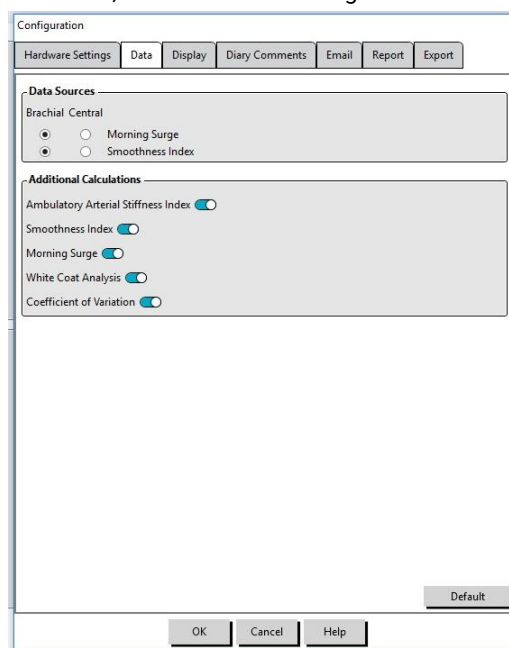 Configuration
Hardware Settings Data Display Diary Comments Email Report Export
Data Sources
Brachial Central
Morning Surge
Smoothness Index
Additional Calculations
Ambulatory Arterial Stiffness Index
Smoothness Index
Morning Surge
White Coat Analysis
Coefficient of Variation
Default
OK Cancel Help